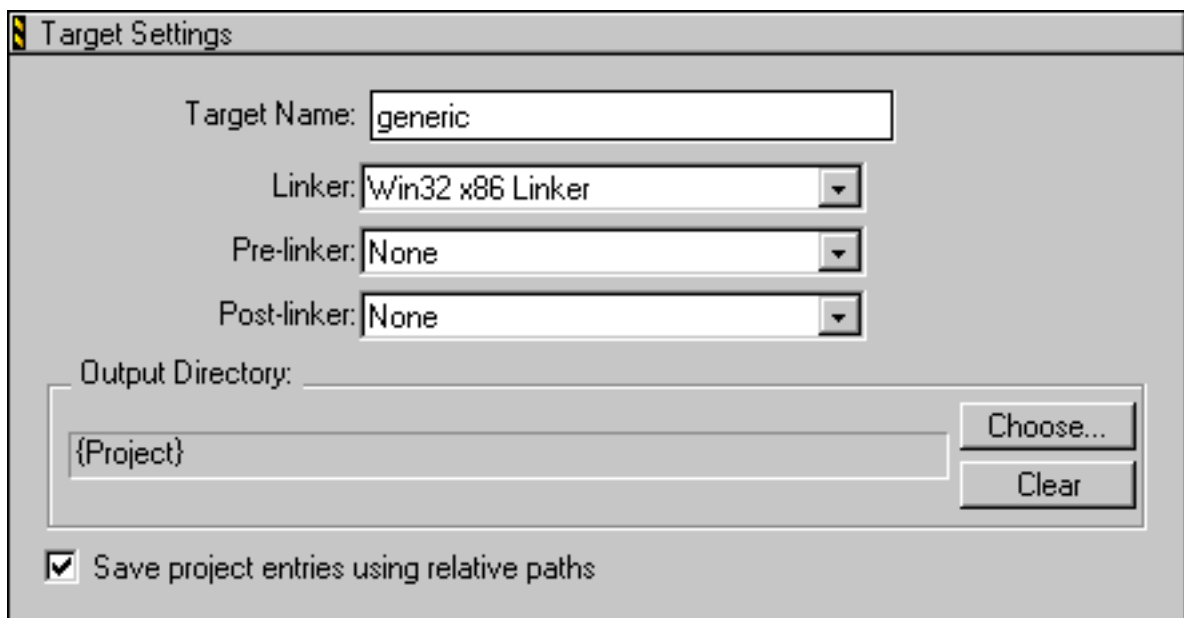 Target Settings
Target Name: generic
Linker: Win32 x86 Linker
Pre-linker: None
Post-linker: None
Output Directory:
Choose...
{Project}
Clear
Save project entries using relative paths